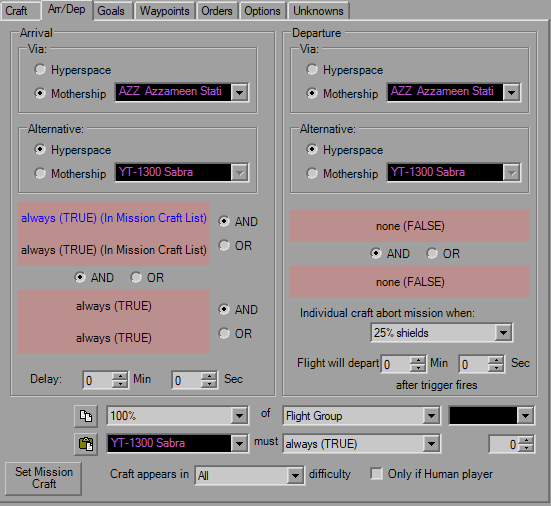 Craft Arr/Dep Goals Waypoints Orders Options Unknowns
Arrival
Via:
Hyperspace
Mothership AZZ Azzameen Stati
Alternative:
Hyperspace
Mothership YT-1300 Sabra
always (TRUE) (In Mission Craft List)
always (TRUE) (In Mission Craft List)
AND
OR
AND OR
always (TRUE)
always (TRUE)
AND
OR
Delay: 0 Min 0 Sec
Departure
Via:
Hyperspace
Mothership AZZ Azzameen Stati
Alternative:
Hyperspace
Mothership YT-1300 Sabra
none (FALSE)
AND OR
none (FALSE)
Individual craft abort mission when:
25% shields
Flight will depart 0 Min 0 Sec
after trigger fires
100% of Flight Group
YT-1300 Sabra must always (TRUE) 0
Set Mission
Craft
Craft appears in All difficulty Only if Human player